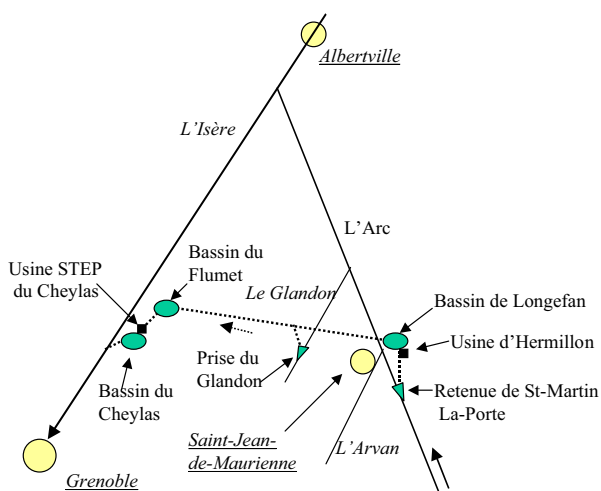 Albertville
L'Isère
L'Arc
Bassin du
Flumet
Usine STEP
du Cheylas
Le Glandon
Bassin de Longefan
Usine d'Hermillon
Prise du
Glandon
Bassin du
Cheylas
Retenue de St-Martin
La-Porte
Saint-Jean-
de-Maurienne
L'Arvan
Grenoble